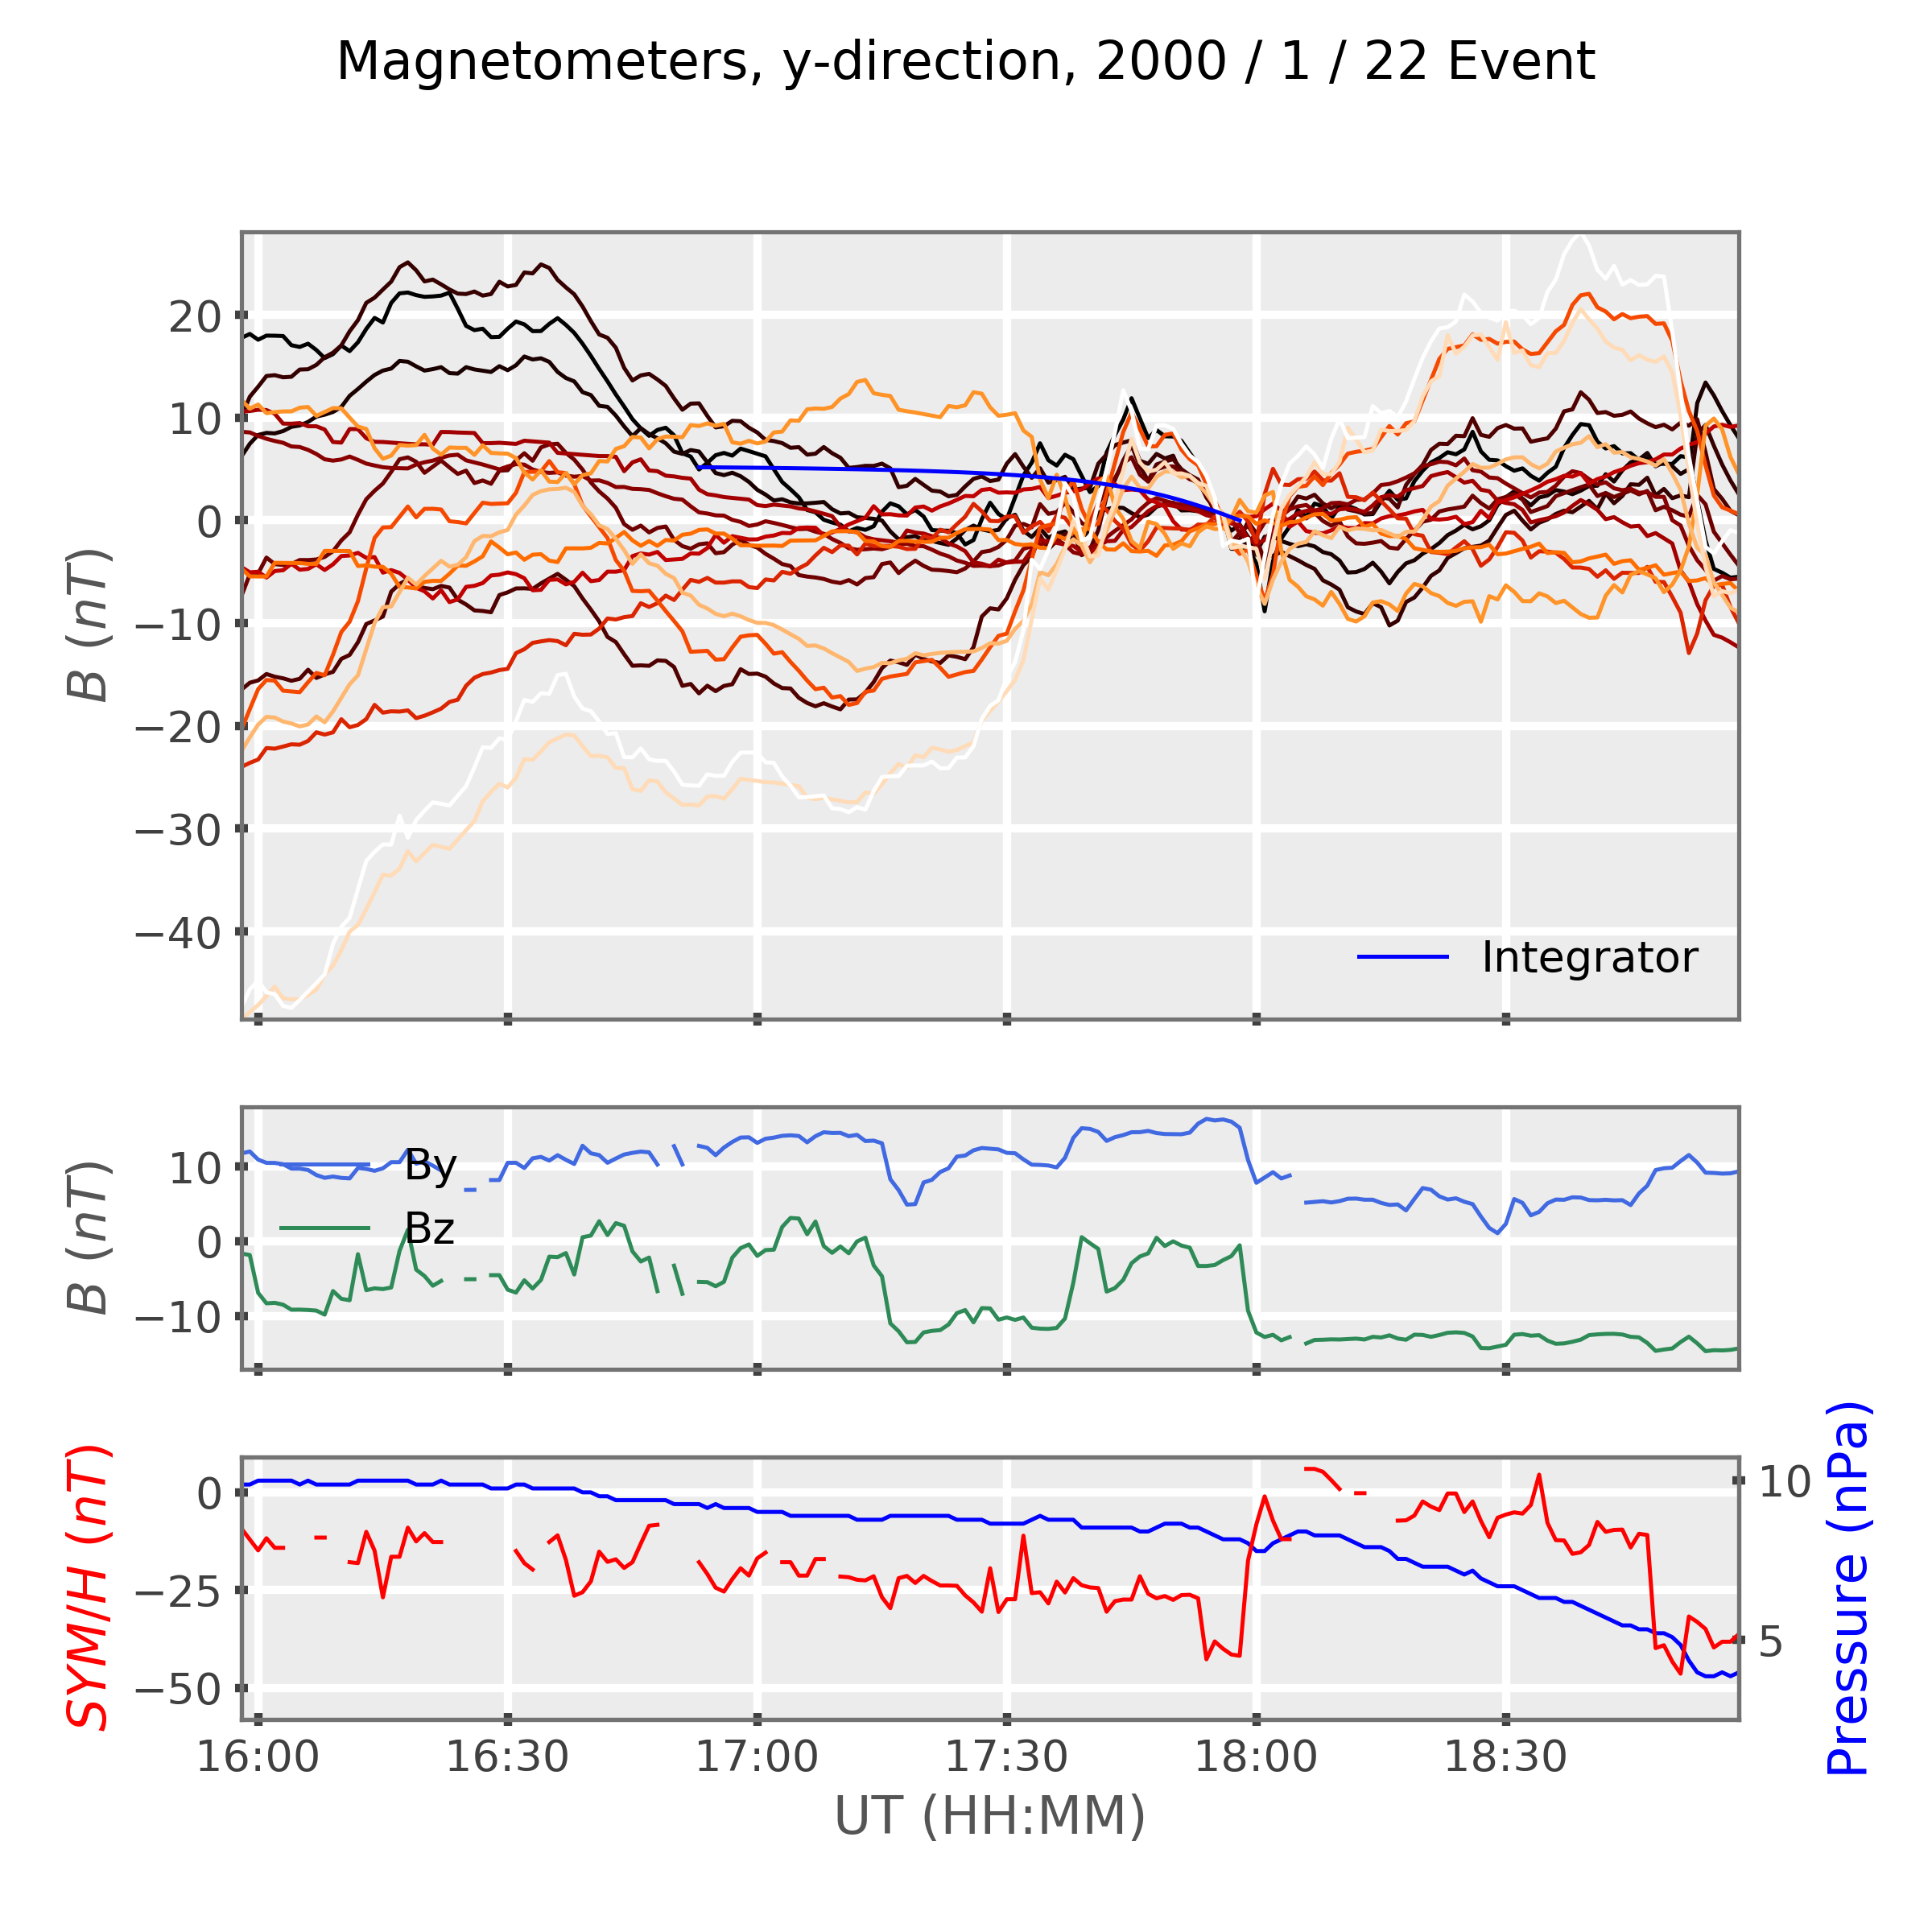 Magnetometers, y-direction, 2000 / 1 / 22 Event
B (nT)
20
10
0
−10
−20
−30
−40
Integrator
B (nT)
10
0
−10
By
Bz
SYM/H (nT)
0
−25
−50
10
5
Pressure (nPa)
16:00 16:30 17:00 17:30 18:00 18:30
UT (HH:MM)